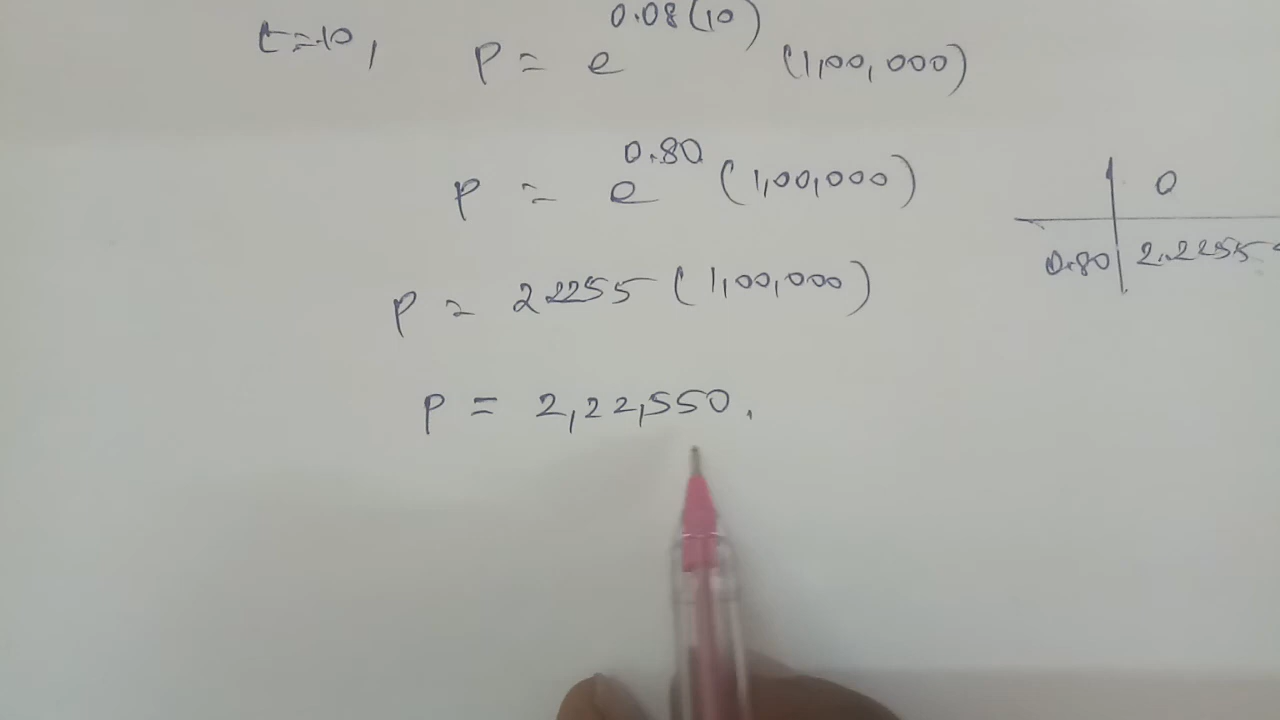 t=10, P = e^0.08(10) (1,00,000)
P = e^0.80 (1,00,000)
P = 22255 (1,00,000)
P = 2,22,550.
0
0.80 2.2255